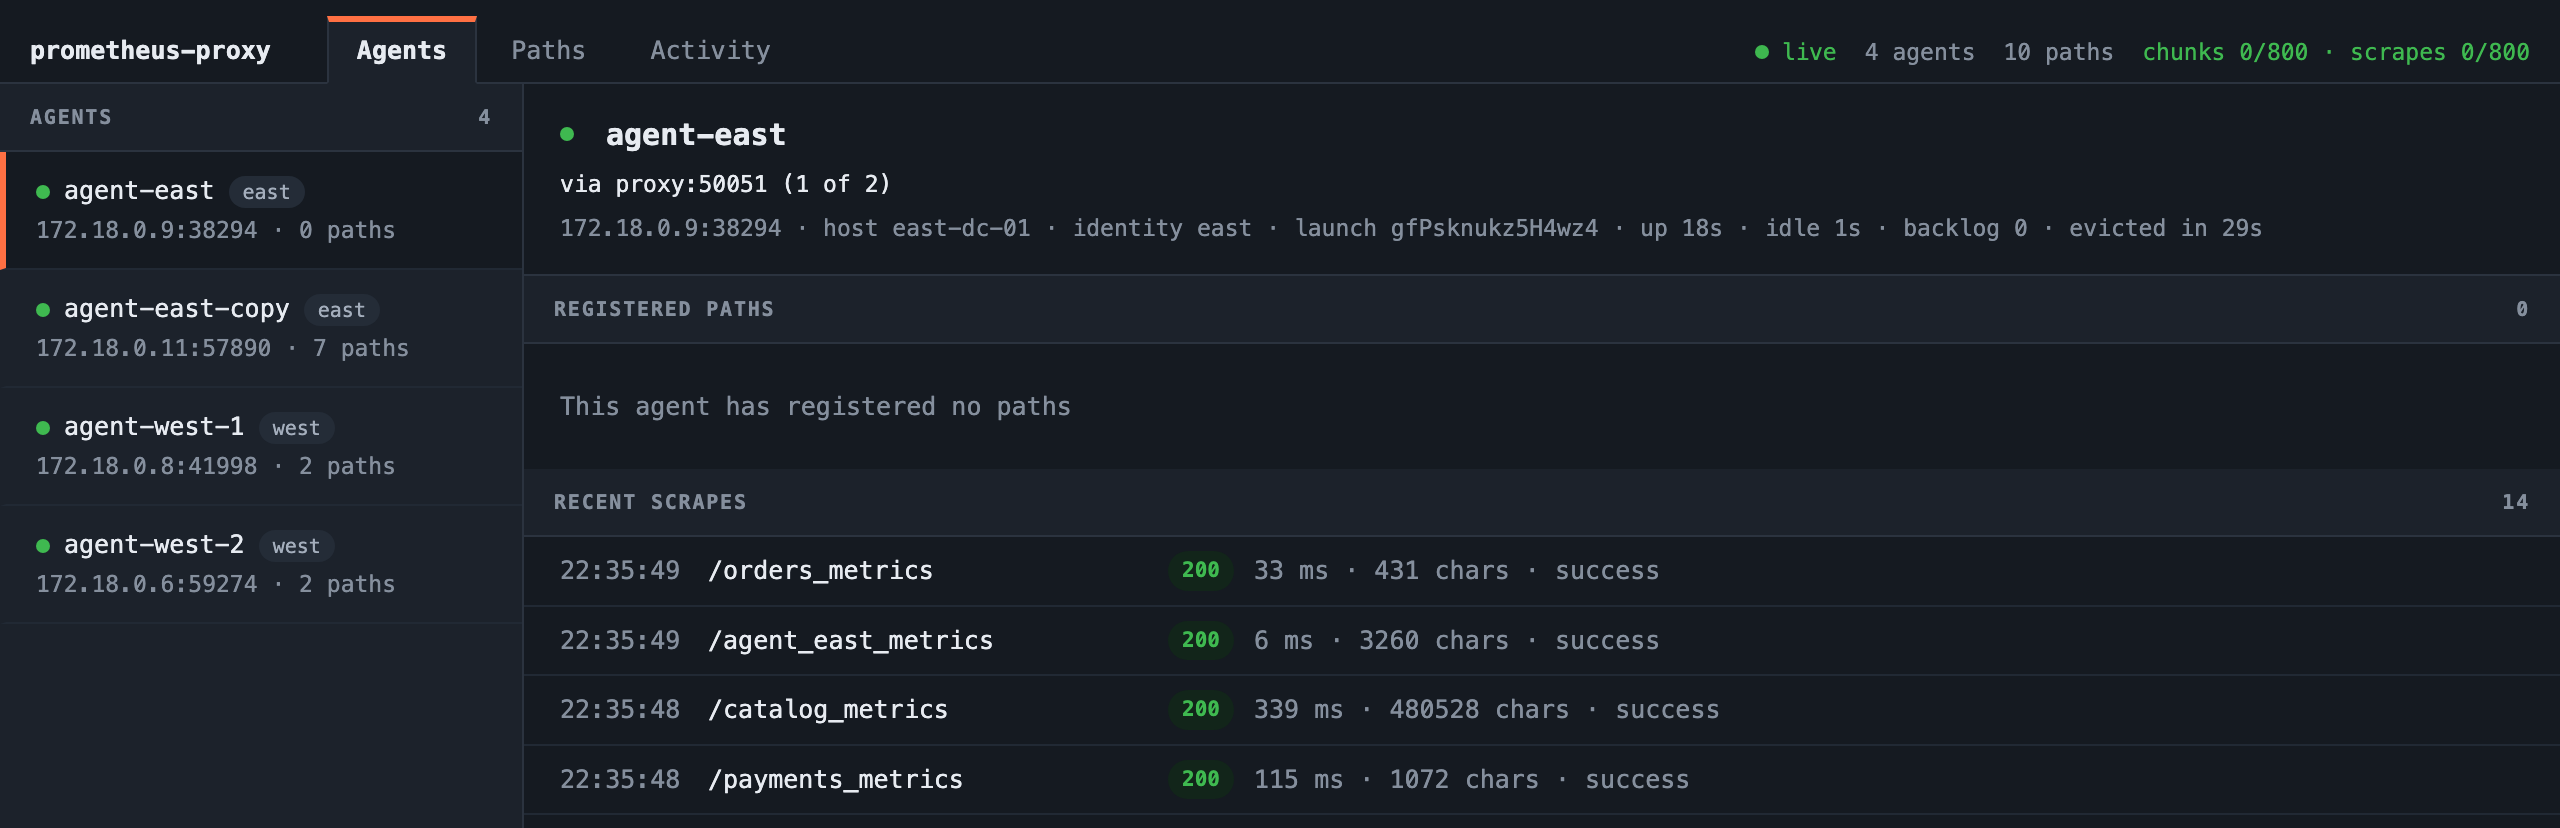 prometheus-proxy Agents Paths Activity live 4 agents 10 paths chunks 0/800 · scrapes 0/800
AGENTS 4
agent-east east
172.18.0.9:38294 · 0 paths
agent-east-copy east
172.18.0.11:57890 · 7 paths
agent-west-1 west
172.18.0.8:41998 · 2 paths
agent-west-2 west
172.18.0.6:59274 · 2 paths
agent-east
via proxy:50051 (1 of 2)
172.18.0.9:38294 · host east-dc-01 · identity east · launch gfPsknukz5H4wz4 · up 18s · idle 1s · backlog 0 · evicted in 29s
REGISTERED PATHS 0
This agent has registered no paths
RECENT SCRAPES 14
22:35:49 /orders_metrics 200 33 ms · 431 chars · success
22:35:49 /agent_east_metrics 200 6 ms · 3260 chars · success
22:35:48 /catalog_metrics 200 339 ms · 480528 chars · success
22:35:48 /payments_metrics 200 115 ms · 1072 chars · success